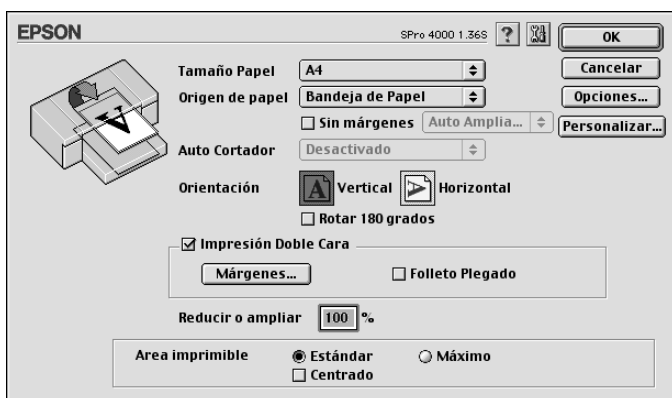 EPSON SPro 4000 1.36S ? OK
Tamaño Papel A4 Cancelar
Origen de papel Bandeja de Papel Opciones...
Sin márgenes Auto Amplia... Personalizar...
Auto Cortador Desactivado
Orientación A Vertical A Horizontal
Rotar 180 grados
Impresión Doble Cara
Márgenes... Folleto Plegado
Reducir o ampliar 100 %
Area imprimible Estándar Máximo
Centrado